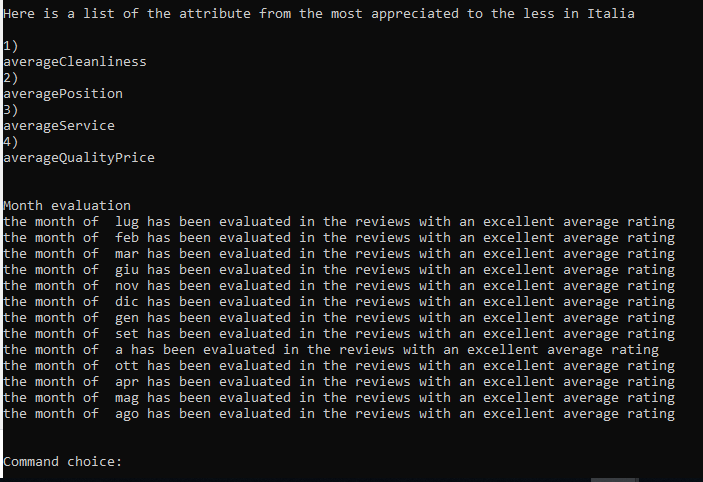 Here is a list of the attribute from the most appreciated to the less in Italia
1)
averageCleanliness
2)
averagePosition
3)
averageService
4)
averageQualityPrice
Month evaluation
the month of  lug has been evaluated in the reviews with an excellent average rating
the month of  feb has been evaluated in the reviews with an excellent average rating
the month of  mar has been evaluated in the reviews with an excellent average rating
the month of  giu has been evaluated in the reviews with an excellent average rating
the month of  nov has been evaluated in the reviews with an excellent average rating
the month of  dic has been evaluated in the reviews with an excellent average rating
the month of  gen has been evaluated in the reviews with an excellent average rating
the month of  set has been evaluated in the reviews with an excellent average rating
the month of  a has been evaluated in the reviews with an excellent average rating
the month of  ott has been evaluated in the reviews with an excellent average rating
the month of  apr has been evaluated in the reviews with an excellent average rating
the month of  mag has been evaluated in the reviews with an excellent average rating
the month of  ago has been evaluated in the reviews with an excellent average rating
Command choice: